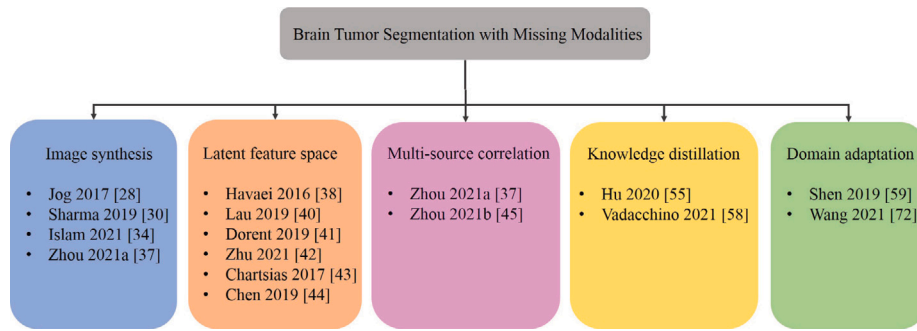 Brain Tumor Segmentation with Missing Modalities
Image synthesis
• Jog 2017 [28]
• Sharma 2019 [30]
• Islam 2021 [34]
• Zhou 2021a [37]
Latent feature space
• Havaei 2016 [38]
• Lau 2019 [40]
• Dorent 2019 [41]
• Zhu 2021 [42]
• Chartsias 2017 [43]
• Chen 2019 [44]
Multi-source correlation
• Zhou 2021a [37]
• Zhou 2021b [45]
Knowledge distillation
• Hu 2020 [55]
• Vadacchino 2021 [58]
Domain adaptation
• Shen 2019 [59]
• Wang 2021 [72]